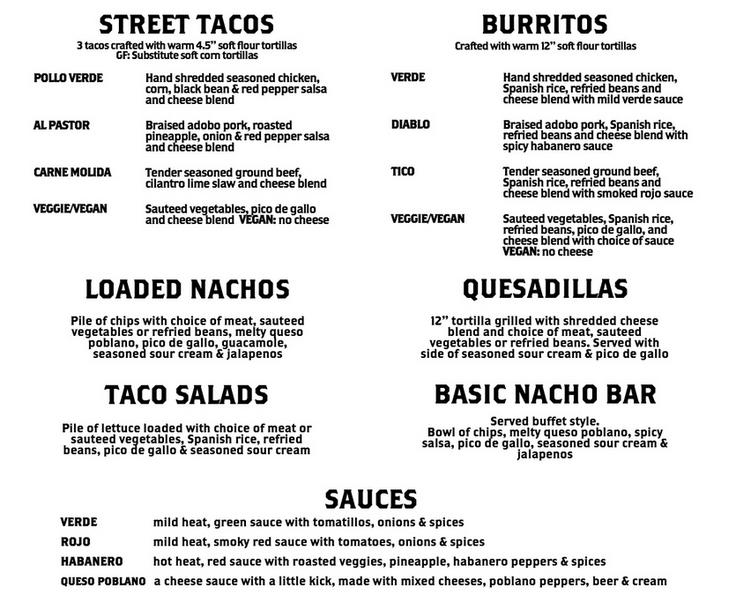 STREET TACOS
3 tacos crafted with warm 4.5” soft flour tortillas
GF: Substitute soft corn tortillas
POLLO VERDE Hand shredded seasoned chicken,
corn, black bean & red pepper salsa
and cheese blend
AL PASTOR Braised adobo pork, roasted
pineapple, onion & red pepper salsa
and cheese blend
CARNE MOLIDA Tender seasoned ground beef,
cilantro lime slaw and cheese blend
VEGGIE/VEGAN Sauteed vegetables, pico de gallo
and cheese blend VEGAN: no cheese
BURRITOS
Crafted with warm 12” soft flour tortillas
VERDE Hand shredded seasoned chicken,
Spanish rice, refried beans and
cheese blend with mild verde sauce
DIABLO Braised adobo pork, Spanish rice,
refried beans and cheese blend with
spicy habanero sauce
TICO Tender seasoned ground beef,
Spanish rice, refried beans and
cheese blend with smoked rojo sauce
VEGGIE/VEGAN Sauteed vegetables, Spanish rice,
refried beans, pico de gallo, and
cheese blend with choice of sauce
VEGAN: no cheese
LOADED NACHOS
Pile of chips with choice of meat, sauteed
vegetables or refried beans, melty queso
poblano, pico de gallo, guacamole,
seasoned sour cream & jalapenos
QUESADILLAS
12” tortilla grilled with shredded cheese
blend and choice of meat, sauteed
vegetables or refried beans. Served with
side of seasoned sour cream & pico de gallo
TACO SALADS
Pile of lettuce loaded with choice of meat or
sauteed vegetables, Spanish rice, refried
beans, pico de gallo & seasoned sour cream
BASIC NACHO BAR
Served buffet style.
Bowl of chips, melty queso poblano, spicy
salsa, pico de gallo, seasoned sour cream &
jalapenos
SAUCES
VERDE mild heat, green sauce with tomatillos, onions & spices
ROJO mild heat, smoky red sauce with tomatoes, onions & spices
HABANERO hot heat, red sauce with roasted veggies, pineapple, habanero peppers & spices
QUESO POBLANO a cheese sauce with a little kick, made with mixed cheeses, poblano peppers, beer & cream